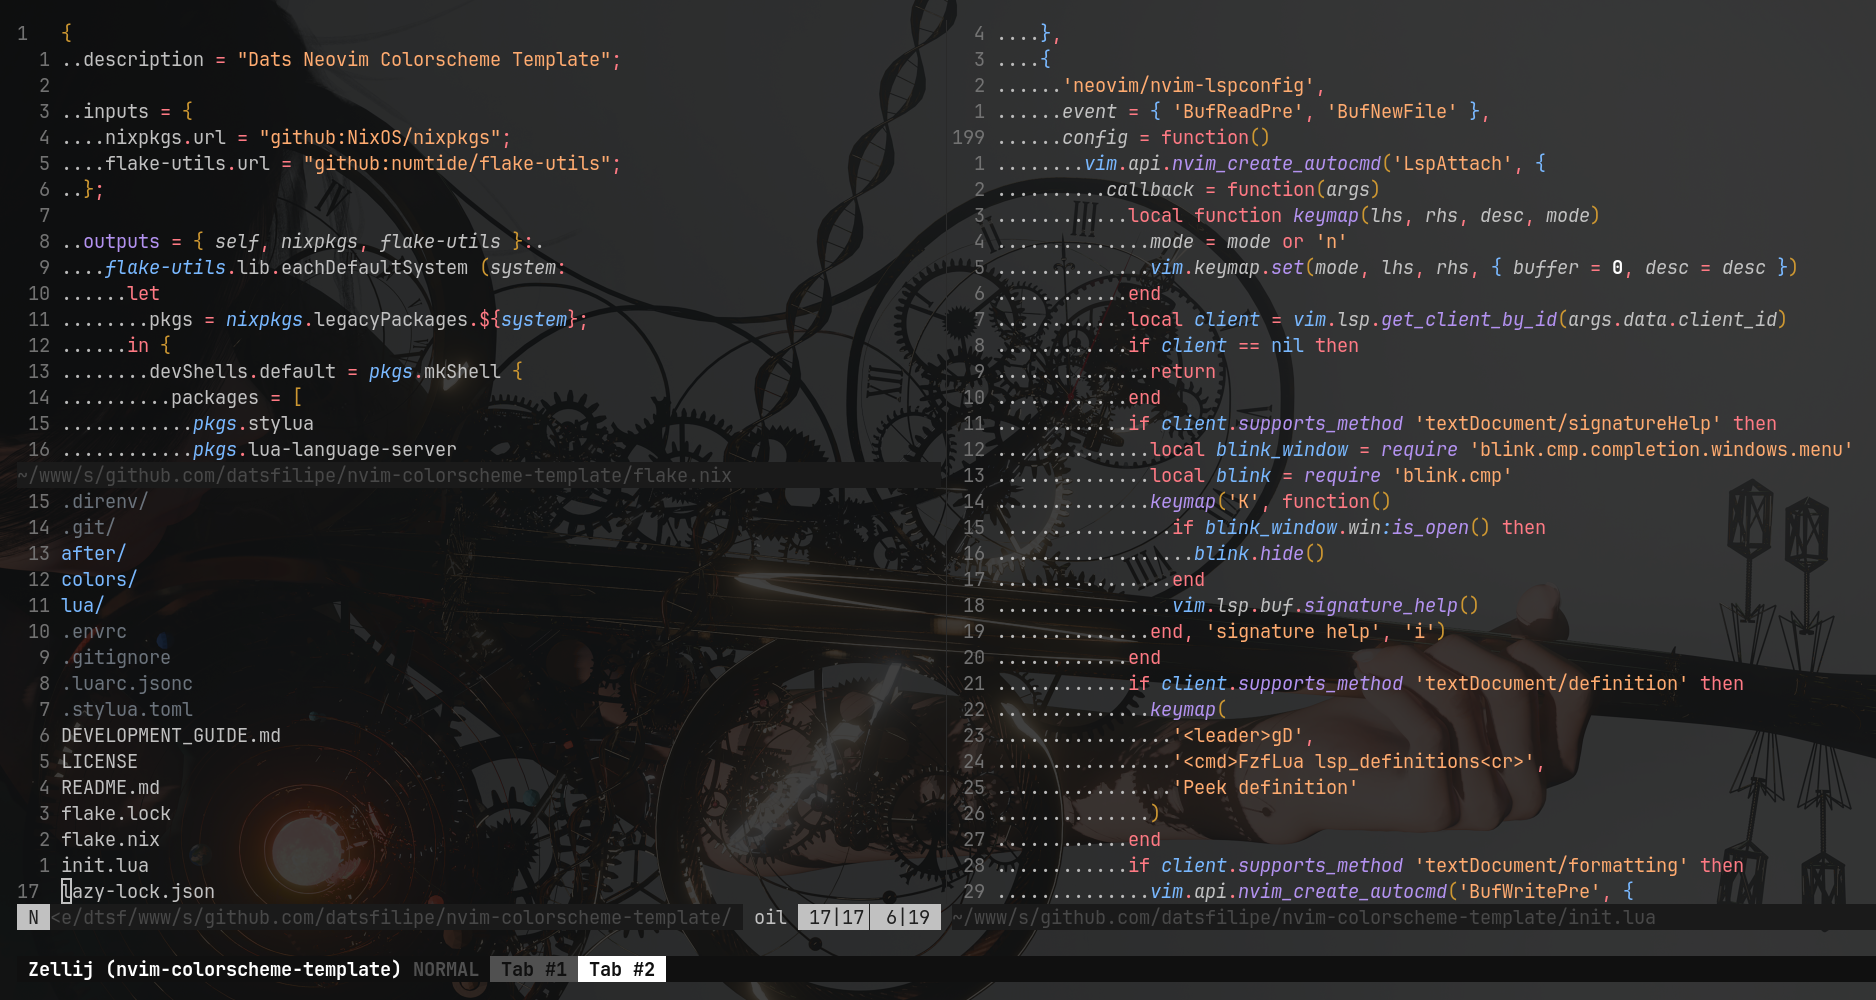 1   {
  1 ..description = "Dats Neovim Colorscheme Template";
  2
  3 ..inputs = {
  4 ....nixpkgs.url = "github:NixOS/nixpkgs";
  5 ....flake-utils.url = "github:numtide/flake-utils";
  6 ..};
  7
  8 ..outputs = { self, nixpkgs, flake-utils }:.
  9 ....flake-utils.lib.eachDefaultSystem (system:
 10 ......let
 11 ........pkgs = nixpkgs.legacyPackages.${system};
 12 ......in {
 13 ........devShells.default = pkgs.mkShell {
 14 ..........packages = [
 15 ............pkgs.stylua
 16 ............pkgs.lua-language-server
~/www/s/github.com/datsfilipe/nvim-colorscheme-template/flake.nix
 15 .direnv/
 14 .git/
 13 after/
 12 colors/
 11 lua/
 10 .envrc
  9 .gitignore
  8 .luarc.jsonc
  7 .stylua.toml
  6 DEVELOPMENT_GUIDE.md
  5 LICENSE
  4 README.md
  3 flake.lock
  2 flake.nix
  1 init.lua
17  lazy-lock.json
N <e/dtsf/www/s/github.com/datsfilipe/nvim-colorscheme-template/ oil 17|17 6|19
  4 ....},
  3 ....{
  2 ......'neovim/nvim-lspconfig',
  1 ......event = { 'BufReadPre', 'BufNewFile' },
199 ......config = function()
  1 ........vim.api.nvim_create_autocmd('LspAttach', {
  2 ..........callback = function(args)
  3 ............local function keymap(lhs, rhs, desc, mode)
  4 ..............mode = mode or 'n'
  5 ..............vim.keymap.set(mode, lhs, rhs, { buffer = 0, desc = desc })
  6 ............end
  7 ............local client = vim.lsp.get_client_by_id(args.data.client_id)
  8 ............if client == nil then
  9 ..............return
 10 ............end
 11 ............if client.supports_method 'textDocument/signatureHelp' then
 12 ..............local blink_window = require 'blink.cmp.completion.windows.menu'
 13 ..............local blink = require 'blink.cmp'
 14 ..............keymap('K', function()
 15 ................if blink_window.win:is_open() then
 16 ..................blink.hide()
 17 ................end
 18 ................vim.lsp.buf.signature_help()
 19 ..............end, 'signature help', 'i')
 20 ............end
 21 ............if client.supports_method 'textDocument/definition' then
 22 ..............keymap(
 23 ................'<leader>gD',
 24 ................'<cmd>FzfLua lsp_definitions<cr>',
 25 ................'Peek definition'
 26 ..............)
 27 ............end
 28 ............if client.supports_method 'textDocument/formatting' then
 29 ..............vim.api.nvim_create_autocmd('BufWritePre', {
~/www/s/github.com/datsfilipe/nvim-colorscheme-template/init.lua
Zellij (nvim-colorscheme-template) NORMAL Tab #1 Tab #2